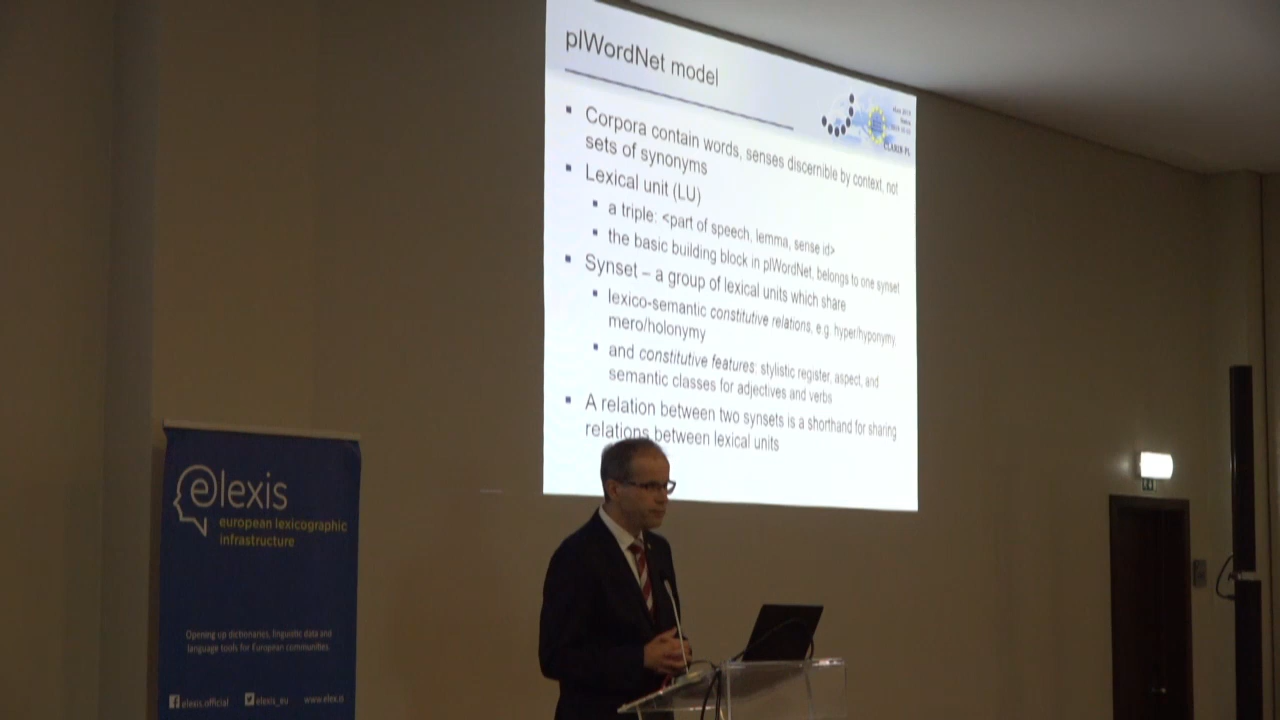 plWordNet model
CLARIN-PL
Corpora contain words, senses discernible by context, not
sets of synonyms
Lexical unit (LU)
a triple: <part of speech, lemma, sense id>
the basic building block in plWordNet, belongs to one synset
Synset – a group of lexical units which share
lexico-semantic constitutive relations, e.g. hyper/hyponymy,
mero/holonymy
and constitutive features: stylistic register, aspect, and
semantic classes for adjectives and verbs
A relation between two synsets is a shorthand for sharing
relations between lexical units
elexis
european lexicographic
infrastructure
Opening up dictionaries, linguistic data and
language tools for European communities.
elexis.official elexis_eu www.elex.is